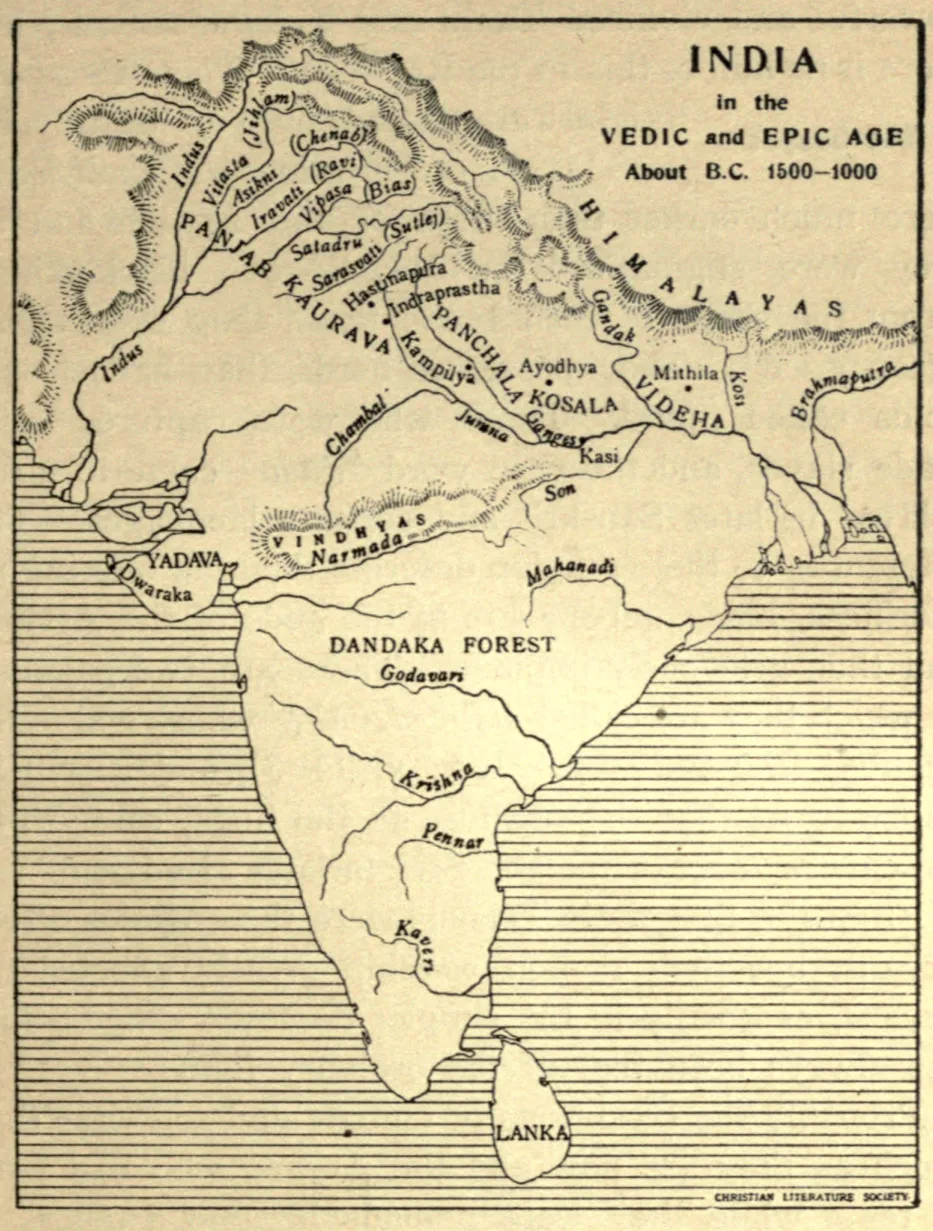 INDIA
in the
VEDIC and EPIC AGE
About B.C. 1500–1000
HIMALAYAS
Indus
Vitasta (Jihlam)
Asikni (Chenab)
Iravati (Ravi)
Vipasa (Bias)
PANJAB
Satadru (Sutlej)
Sarasvati
KAURAVA
Hastinapura
Indraprastha
PANCHALA
Kampilya
Gandak
Ayodhya
KOSALA
Mithila
VIDEHA
Kosi
Brahmaputra
Indus
Chambal
Jumna
Ganges
Kasi
Son
VINDHYAS
Narmada
YADAVA
Dwaraka
Mahanadi
DANDAKA FOREST
Godavari
Krishna
Pennar
Kaveri
LANKA
CHRISTIAN LITERATURE SOCIETY.